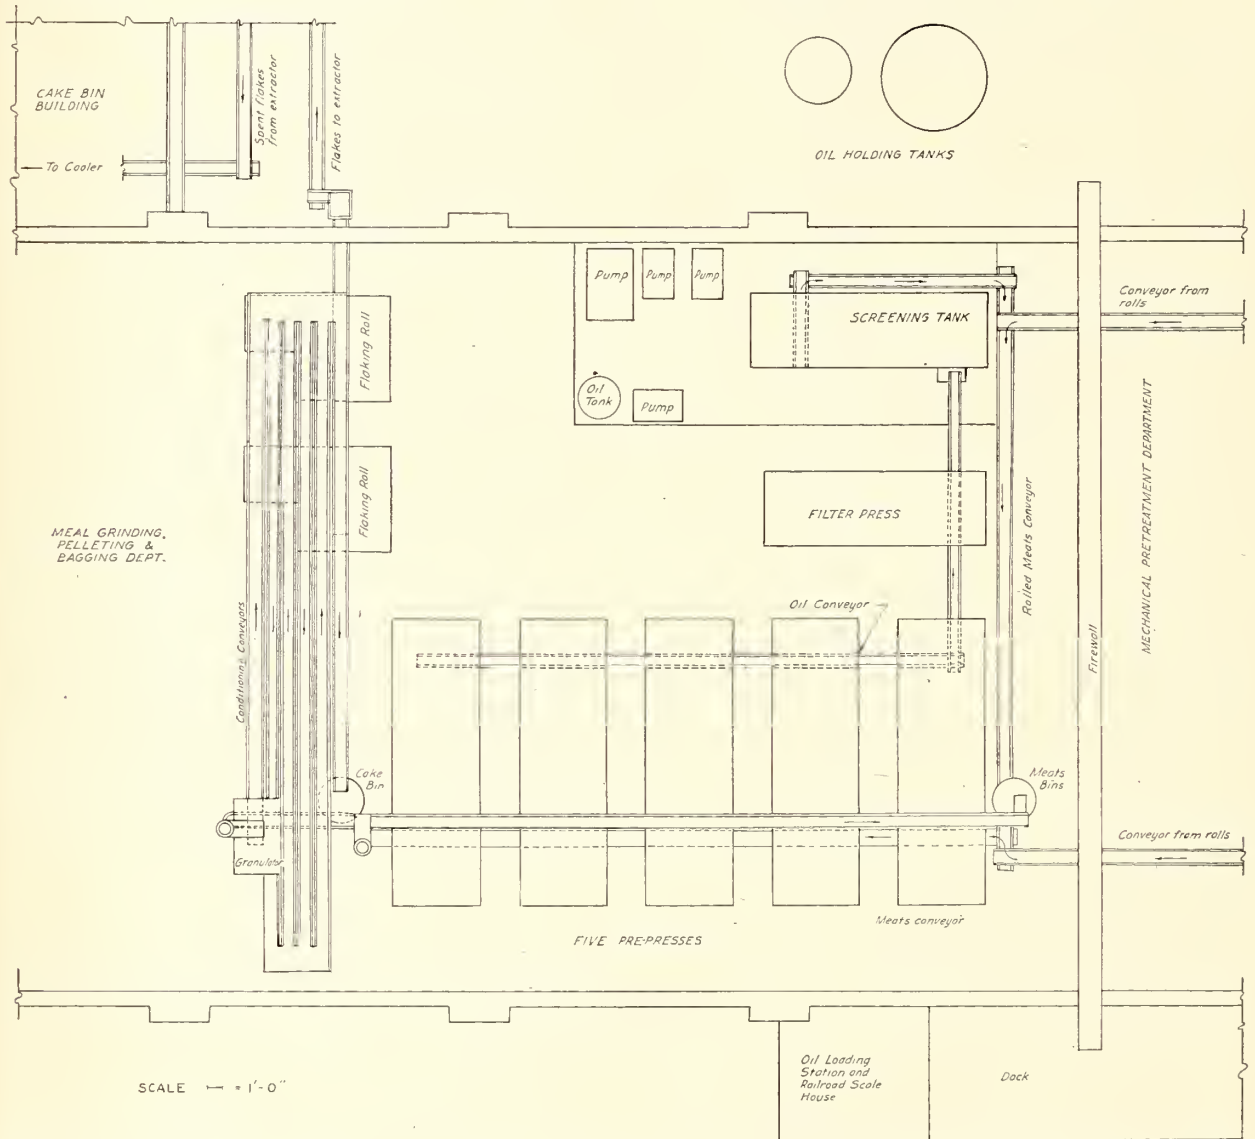 CAKE BIN
BUILDING
To Cooler
Spent flakes
from extractor
Flakes to extractor
OIL HOLDING TANKS
Pump
Pump
Pump
SCREENING TANK
Conveyor from
rolls
Flaking Roll
Oil
Tank
Pump
Flaking Roll
FILTER PRESS
MEAL GRINDING,
PELLETING &
BAGGING DEPT.
Conditioning Conveyors
Oil Conveyor
Rolled Meats Conveyor
Firewall
MECHANICAL PRETREATMENT DEPARTMENT
Cake
Bin
Meats
Bins
Granulator
Conveyor from rolls
Meats conveyor
FIVE PRE-PRESSES
SCALE = 1'-0"
Oil Loading
Station and
Railroad Scale
House
Dock